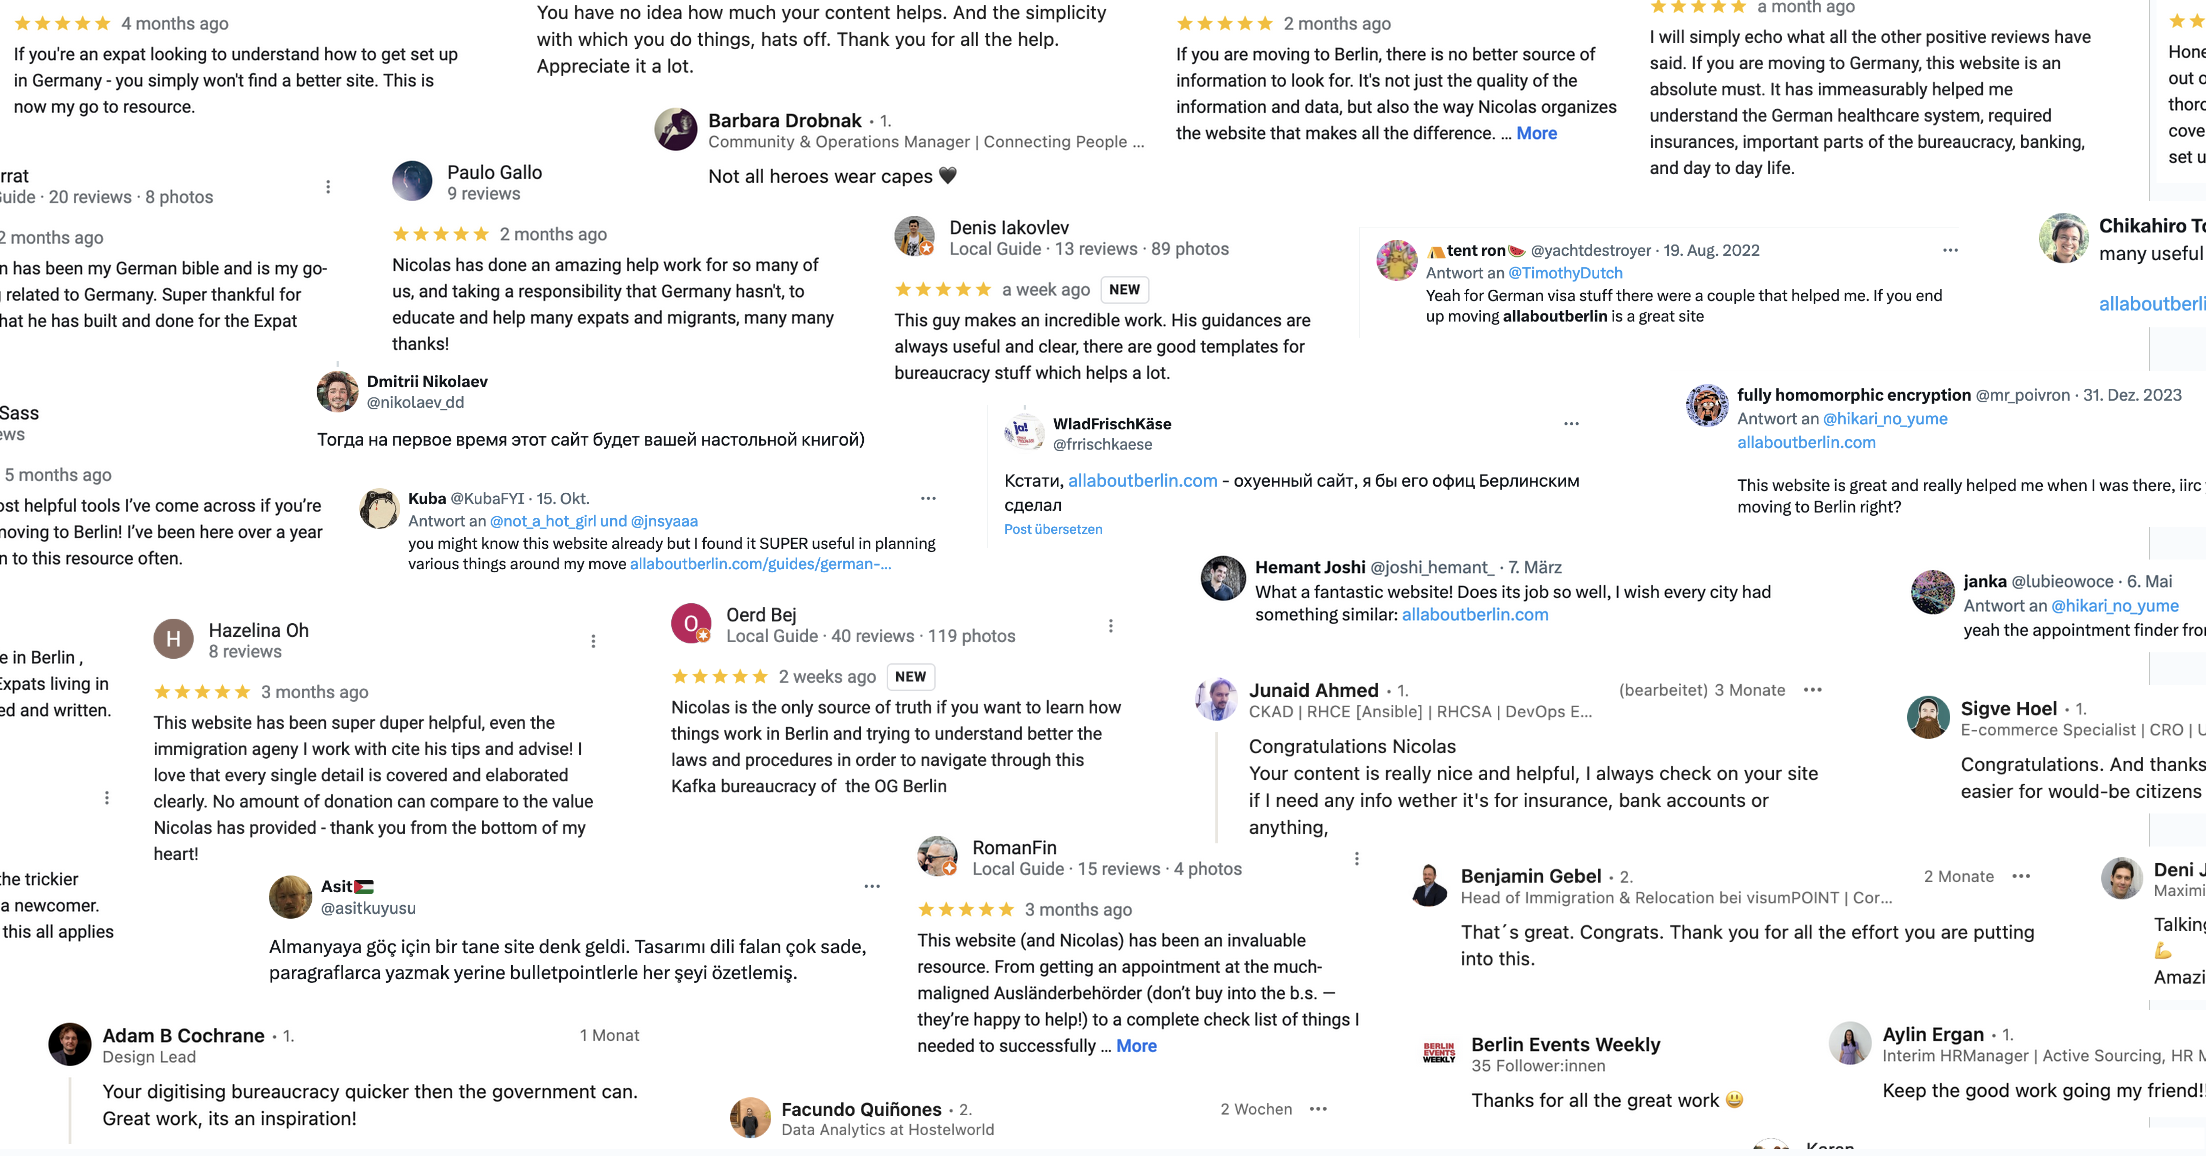 ★★★★★ 4 months ago
If you're an expat looking to understand how to get set up
in Germany - you simply won't find a better site. This is
now my go to resource.
You have no idea how much your content helps. And the simplicity
with which you do things, hats off. Thank you for all the help.
Appreciate it a lot.
Barbara Drobnak • 1.
Community & Operations Manager | Connecting People ...
Not all heroes wear capes 🖤
★★★★★ 2 months ago
If you are moving to Berlin, there is no better source of
information to look for. It's not just the quality of the
information and data, but also the way Nicolas organizes
the website that makes all the difference. ... More
★★★★★ a month ago
I will simply echo what all the other positive reviews have
said. If you are moving to Germany, this website is an
absolute must. It has immeasurably helped me
understand the German healthcare system, required
insurances, important parts of the bureaucracy, banking,
and day to day life.
Hone
out o
thoro
cove
set u
rrat
Guide · 20 reviews · 8 photos
2 months ago
n has been my German bible and is my go-
related to Germany. Super thankful for
hat he has built and done for the Expat
Paulo Gallo
9 reviews
★★★★★ 2 months ago
Nicolas has done an amazing help work for so many of
us, and taking a responsibility that Germany hasn't, to
educate and help many expats and migrants, many many
thanks!
Denis Iakovlev
Local Guide · 13 reviews · 89 photos
★★★★★ a week ago NEW
This guy makes an incredible work. His guidances are
always useful and clear, there are good templates for
bureaucracy stuff which helps a lot.
⛺tent ron🍉 @yachtdestroyer · 19. Aug. 2022
Antwort an @TimothyDutch
Yeah for German visa stuff there were a couple that helped me. If you end
up moving allaboutberlin is a great site
Chikahiro To
many useful
allaboutberli
Dmitrii Nikolaev
@nikolaev_dd
Тогда на первое время этот сайт будет вашей настольной книгой)
Sass
ews
5 months ago
ost helpful tools I've come across if you're
moving to Berlin! I've been here over a year
n to this resource often.
Kuba @KubaFYI · 15. Okt.
Antwort an @not_a_hot_girl und @jnsyaaa
you might know this website already but I found it SUPER useful in planning
various things around my move allaboutberlin.com/guides/german-...
WladFrischKäse
@frrischkaese
ja!
Кстати, allaboutberlin.com - охуенный сайт, я бы его офиц Берлинским
сделал
Post übersetzen
fully homomorphic encryption @mr_poivron · 31. Dez. 2023
Antwort an @hikari_no_yume
allaboutberlin.com
This website is great and really helped me when I was there, iirc
moving to Berlin right?
Hemant Joshi @joshi_hemant_ · 7. März
What a fantastic website! Does its job so well, I wish every city had
something similar: allaboutberlin.com
janka @lubieowoce · 6. Mai
Antwort an @hikari_no_yume
yeah the appointment finder fro
e in Berlin ,
Expats living in
ed and written.
H
Hazelina Oh
8 reviews
★★★★★ 3 months ago
This website has been super duper helpful, even the
immigration ageny I work with cite his tips and advise! I
love that every single detail is covered and elaborated
clearly. No amount of donation can compare to the value
Nicolas has provided - thank you from the bottom of my
heart!
O
Oerd Bej
Local Guide · 40 reviews · 119 photos
★★★★★ 2 weeks ago NEW
Nicolas is the only source of truth if you want to learn how
things work in Berlin and trying to understand better the
laws and procedures in order to navigate through this
Kafka bureaucracy of the OG Berlin
Junaid Ahmed • 1.
(bearbeitet) 3 Monate
CKAD | RHCE [Ansible] | RHCSA | DevOps E...
Congratulations Nicolas
Your content is really nice and helpful, I always check on your site
if I need any info wether it's for insurance, bank accounts or
anything,
Sigve Hoel • 1.
E-commerce Specialist | CRO | U
Congratulations. And thanks
easier for would-be citizens
the trickier
a newcomer.
this all applies
Asit🇵🇸
@asitkuyusu
Almanyaya göç için bir tane site denk geldi. Tasarımı dili falan çok sade,
paragraflarca yazmak yerine bulletpointlerle her şeyi özetlemiş.
RomanFin
Local Guide · 15 reviews · 4 photos
★★★★★ 3 months ago
This website (and Nicolas) has been an invaluable
resource. From getting an appointment at the much-
maligned Ausländerbehörder (don't buy into the b.s. —
they're happy to help!) to a complete check list of things I
needed to successfully ... More
Benjamin Gebel • 2.
2 Monate
Head of Immigration & Relocation bei visumPOINT | Cor...
That´s great. Congrats. Thank you for all the effort you are putting
into this.
Deni J
Maximi
Talking
💪
Amazi
Adam B Cochrane • 1.
1 Monat
Design Lead
Your digitising bureaucracy quicker then the government can.
Great work, its an inspiration!
Facundo Quiñones • 2.
2 Wochen
Data Analytics at Hostelworld
BERLIN
EVENTS
WEEKLY
Berlin Events Weekly
35 Follower:innen
Thanks for all the great work 😃
Aylin Ergan • 1.
Interim HRManager | Active Sourcing, HR M
Keep the good work going my friend!!